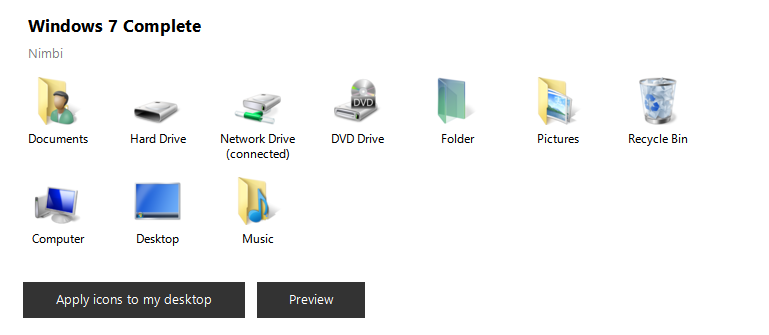 Windows 7 Complete
Nimbi
DVD
Documents
Hard Drive
Network Drive
(connected)
DVD Drive
Folder
Pictures
Recycle Bin
Computer
Desktop
Music
Apply icons to my desktop
Preview